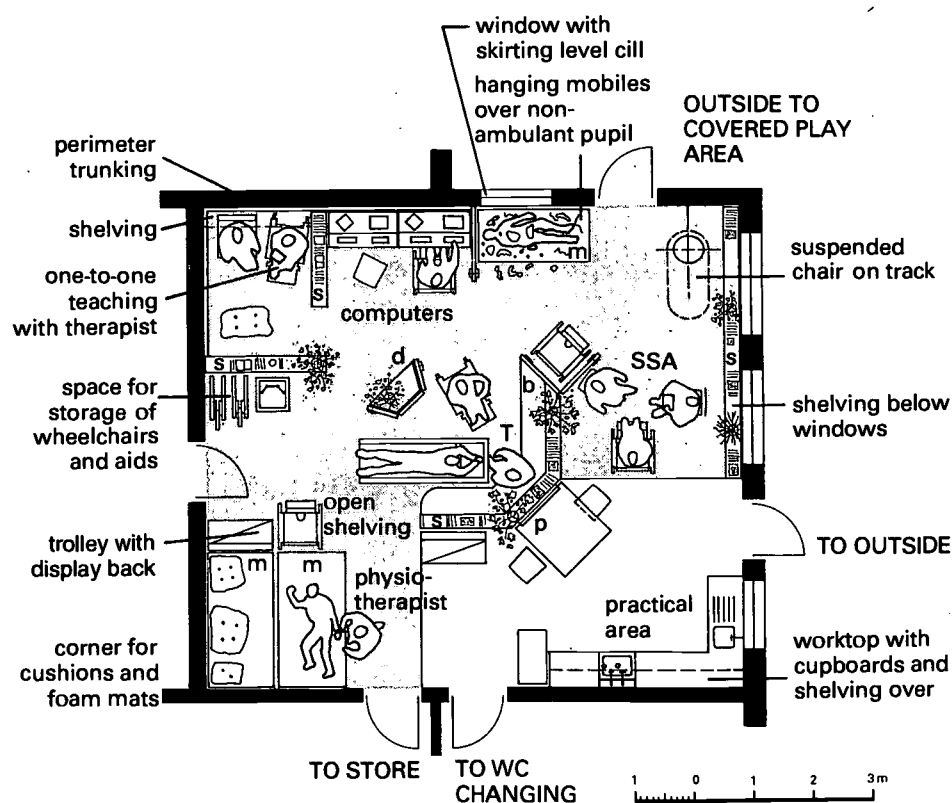 window with
skirting level cill
hanging mobiles
over non-
ambulant pupil
OUTSIDE TO
COVERED PLAY
AREA
perimeter
trunking
shelving
one-to-one
teaching
with therapist
space for
storage of
wheelchairs
and aids
trolley with
display back
corner for
cushions and
foam mats
suspended
chair on track
shelving below
windows
TO OUTSIDE
worktop with
cupboards and
shelving over
m
S
computers
S
d
b
SSA
S
T
open
shelving
S
p
m
m
physio-
therapist
practical
area
TO STORE
TO WC
CHANGING
1 0 1 2 3m